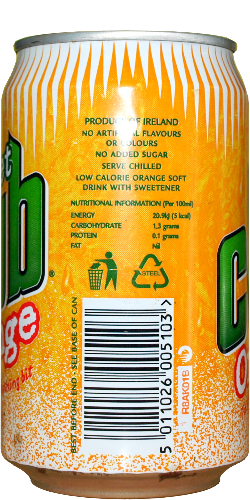 PRODUCT OF IRELAND
NO ARTIFICIAL FLAVOURS
OR COLOURS
NO ADDED SUGAR
SERVE CHILLED
LOW CALORIE ORANGE SOFT
DRINK WITH SWEETENER
NUTRITIONAL INFORMATION (Per 100ml)
ENERGY 20.9kj (5 kcal)
CARBOHYDRATE 1.3 grams
PROTEIN 0.1 grams
FAT Nil
STEEL
BEST BEFORE END - SEE BASE OF CAN
5 011026 005103 >